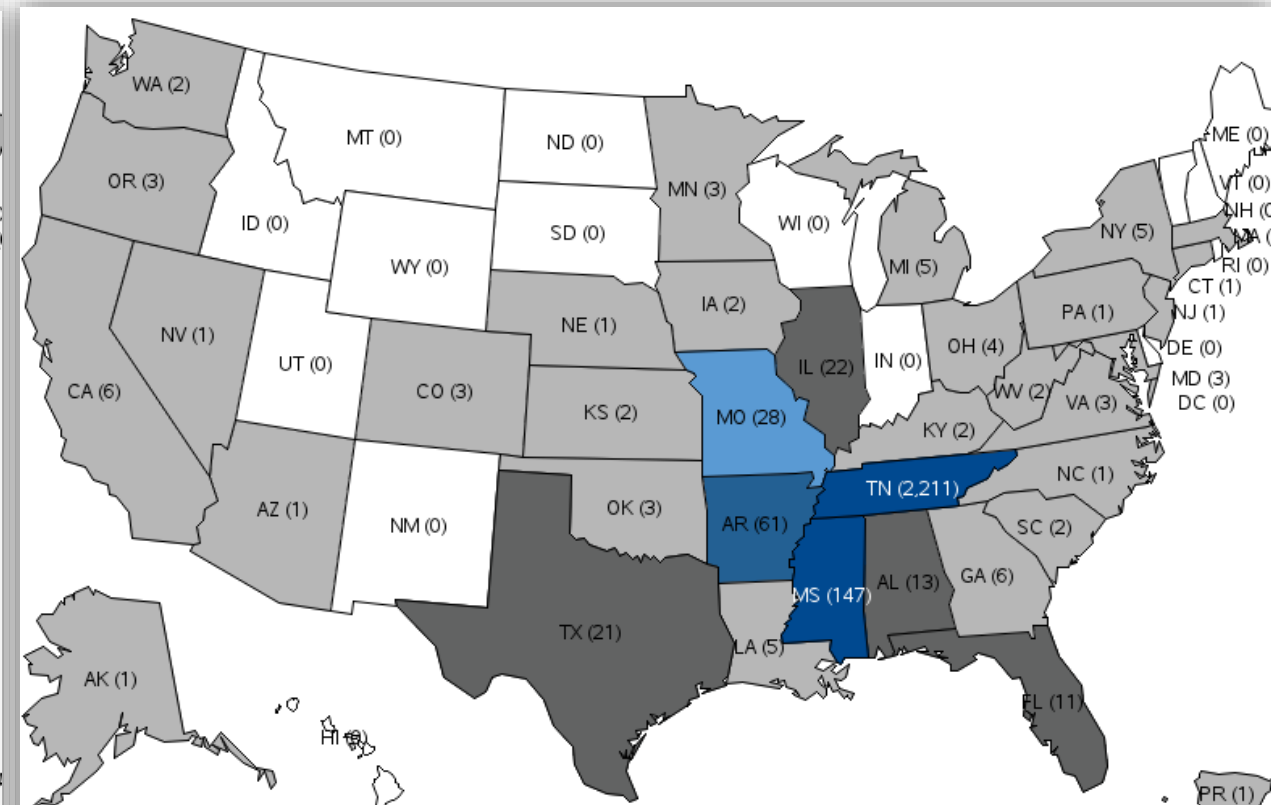 WA (2)
MT (0)
ND (0)
ME (0)
OR (3)
MN (3)
VT (0)
ID (0)
SD (0)
WI (0)
NY (5)
NH (0
MA (
WY (0)
MI (5)
RI (0)
CT (1)
IA (2)
NV (1)
NE (1)
PA (1)
NJ (1)
UT (0)
IL (22)
IN (0)
OH (4)
DE (0)
CA (6)
CO (3)
MD (3)
WV (2)
VA (3)
DC (0)
KS (2)
MO (28)
KY (2)
NC (1)
TN (2,211)
AZ (1)
OK (3)
NM (0)
AR (61)
SC (2)
AL (13)
GA (6)
MS (147)
TX (21)
LA (5)
AK (1)
FL (11)
HI
PR (1)